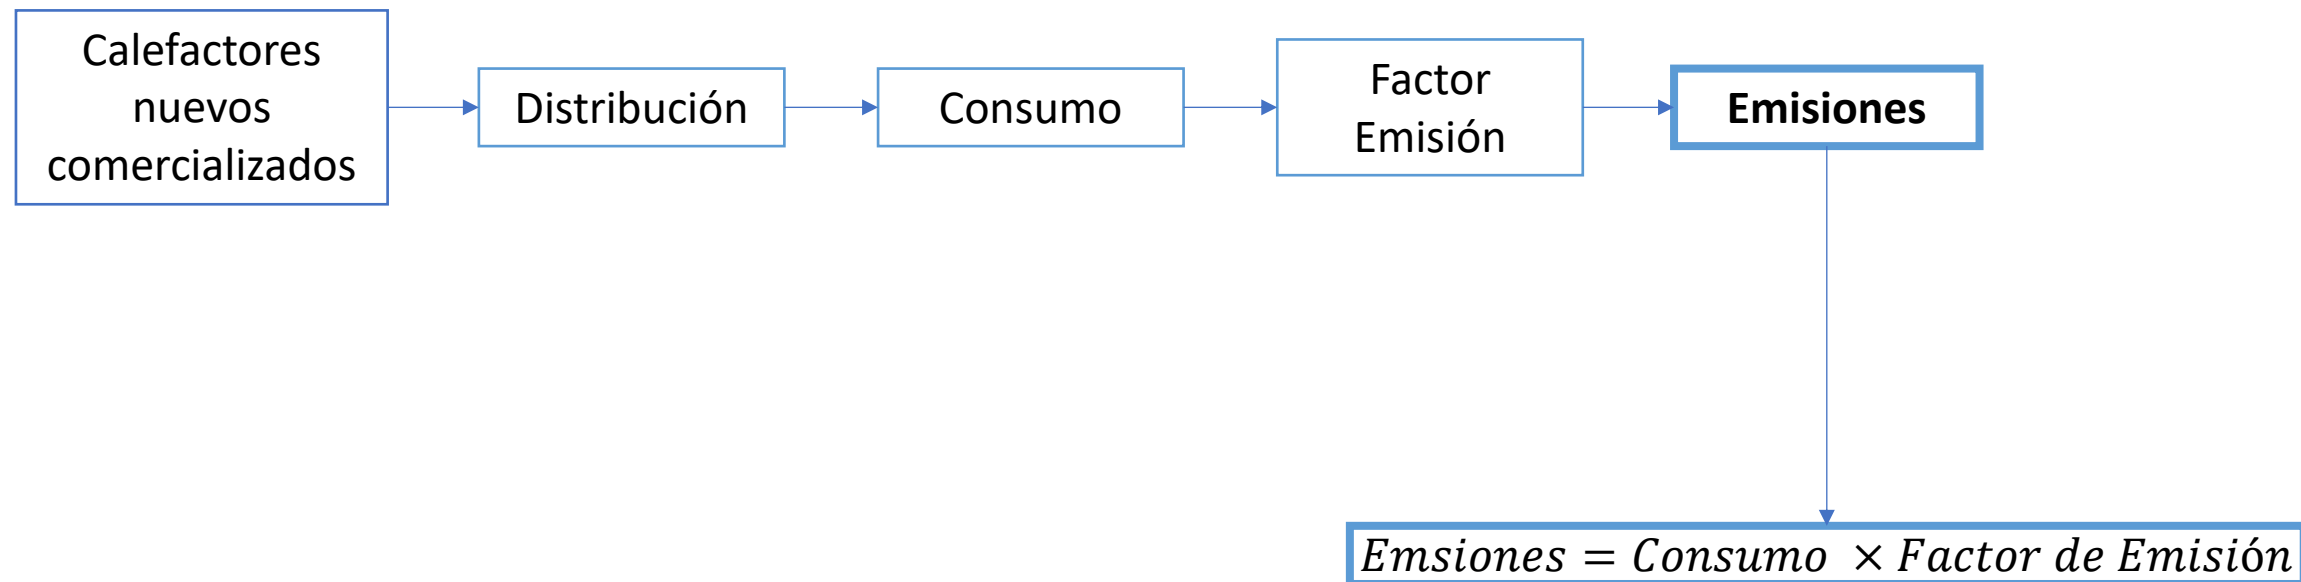 Calefactores
nuevos
comercializados
Distribución
Consumo
Factor
Emisión
Emisiones
Emsiones = Consumo × Factor de Emisión